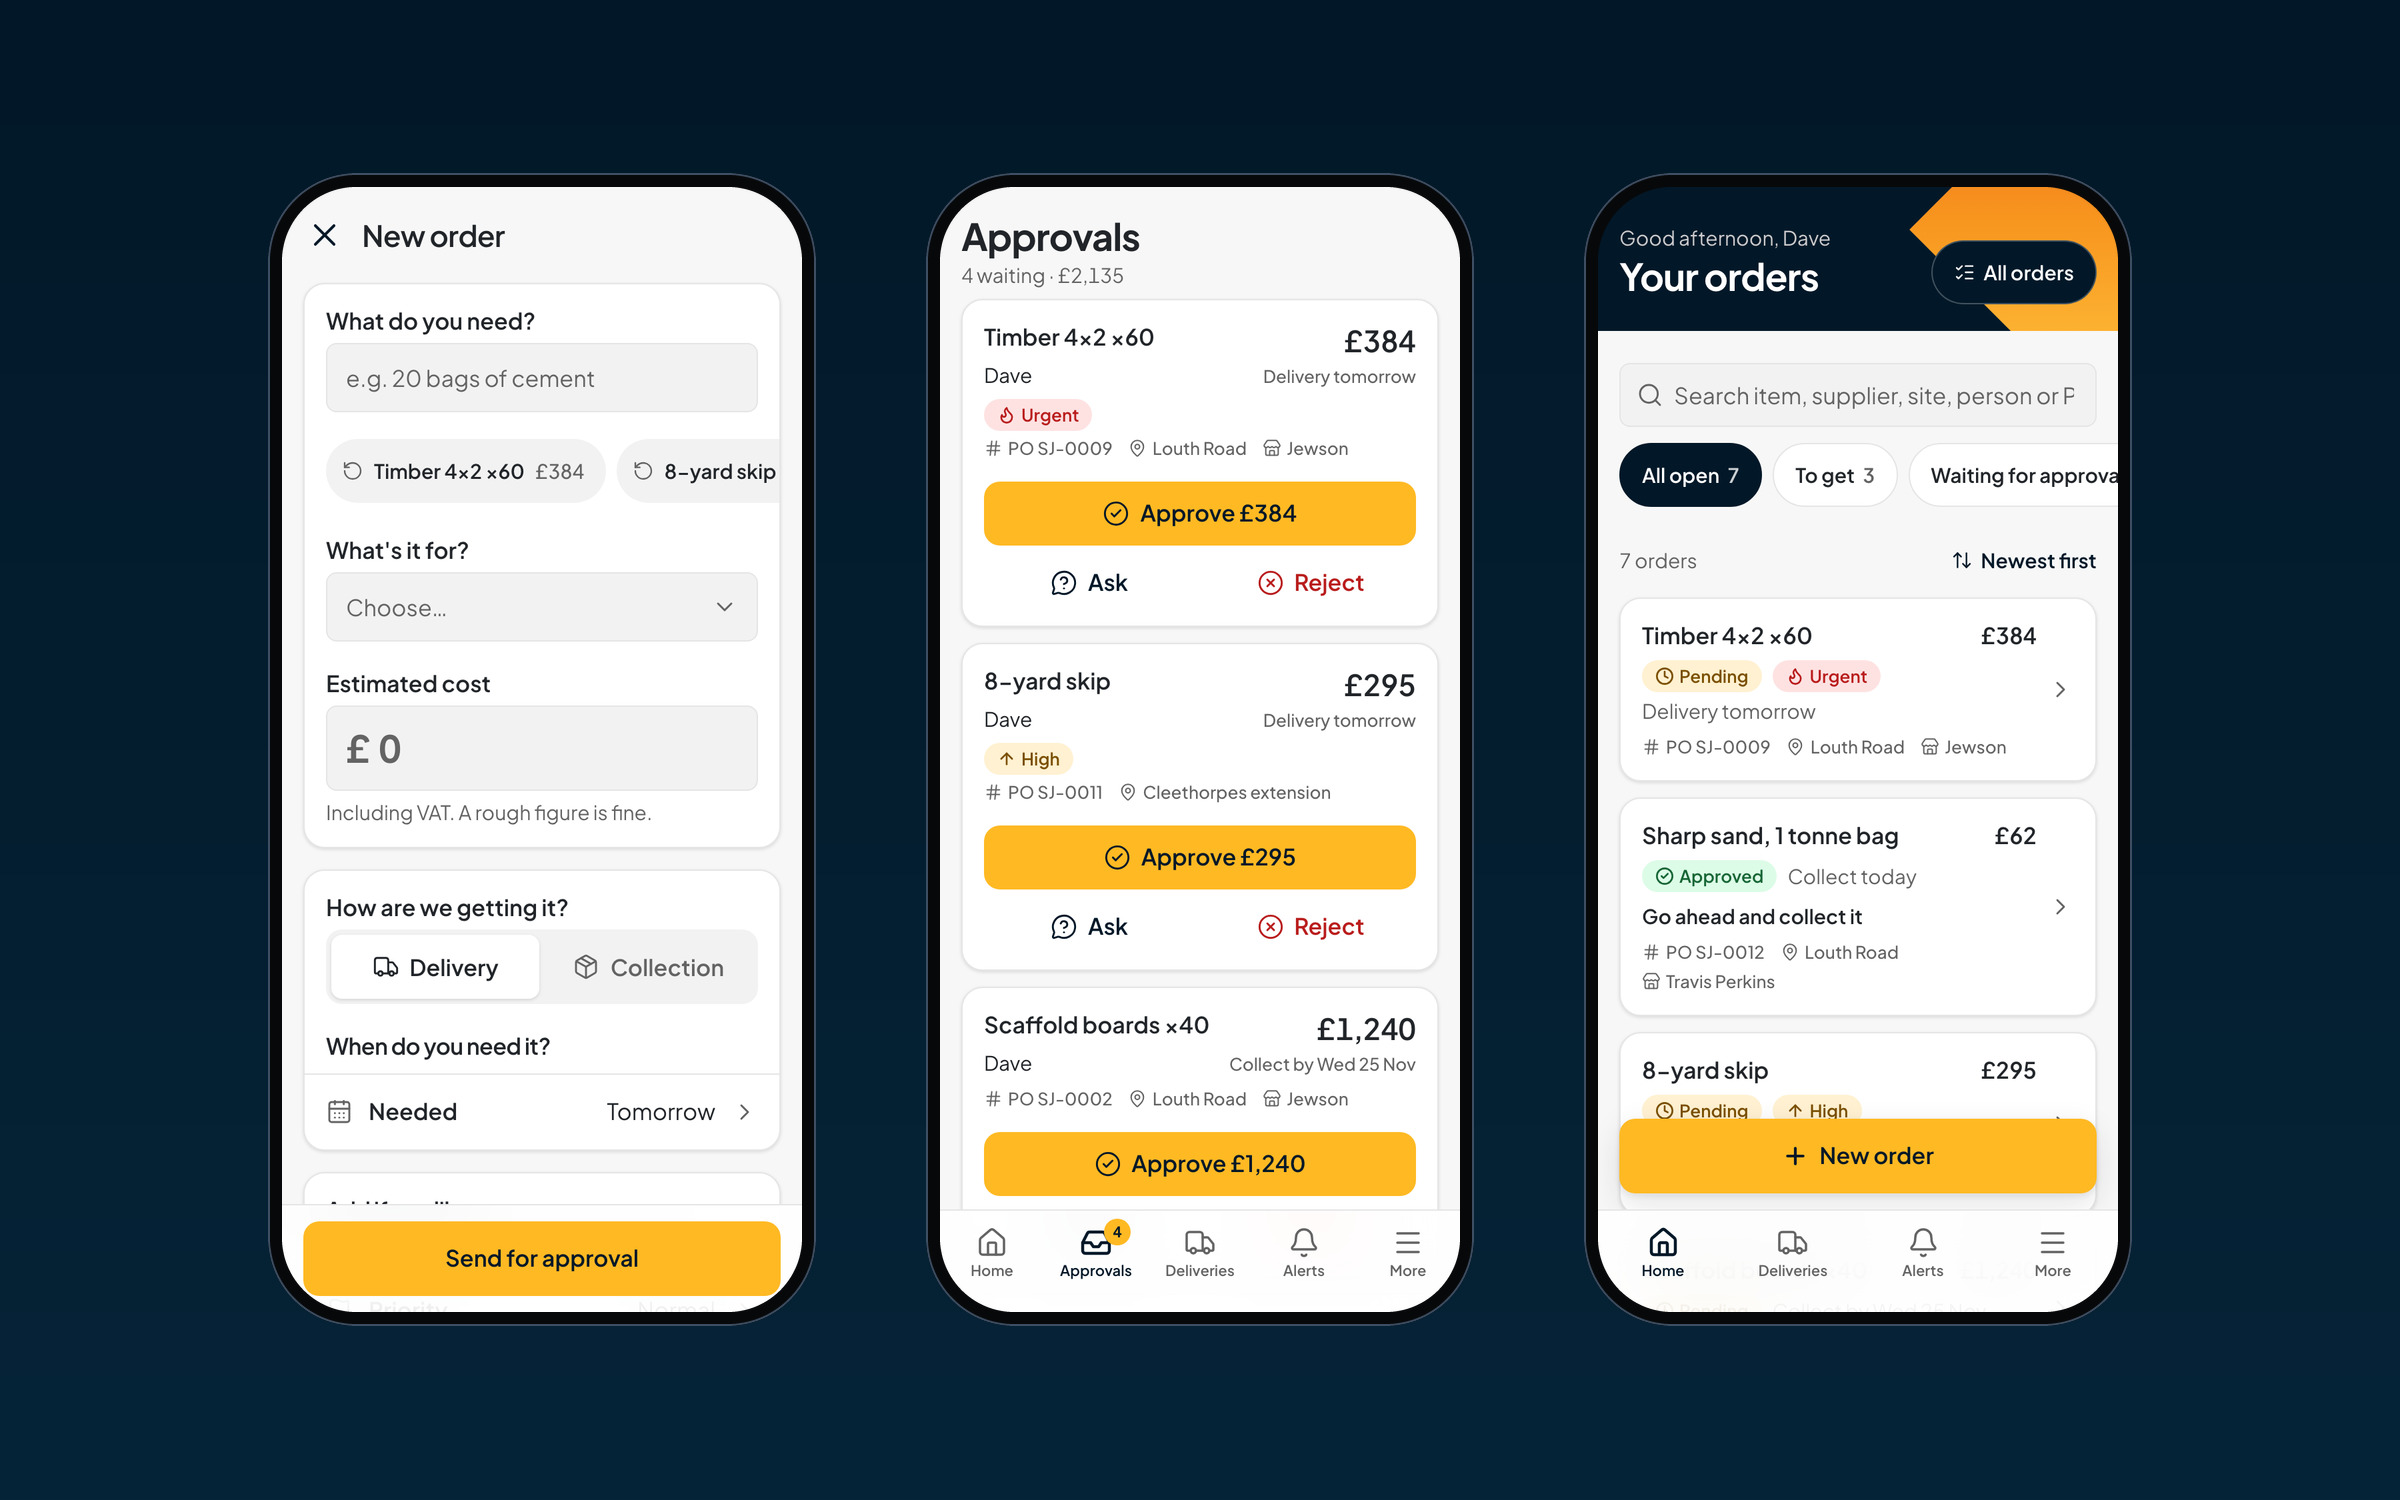 New order
What do you need?
e.g. 20 bags of cement
Timber 4×2 ×60 £384
8-yard skip
What's it for?
Choose...
Estimated cost
£ 0
Including VAT. A rough figure is fine.
How are we getting it?
Delivery
Collection
When do you need it?
Needed
Tomorrow
Send for approval
Priority
Normal
Approvals
4 waiting · £2,135
Timber 4×2 ×60
£384
Dave
Delivery tomorrow
Urgent
# PO SJ-0009
Louth Road
Jewson
Approve £384
Ask
Reject
8-yard skip
£295
Dave
Delivery tomorrow
High
# PO SJ-0011
Cleethorpes extension
Approve £295
Ask
Reject
Scaffold boards ×40
£1,240
Dave
Collect by Wed 25 Nov
# PO SJ-0002
Louth Road
Jewson
Approve £1,240
4
Home
Approvals
Deliveries
Alerts
More
Good afternoon, Dave
Your orders
All orders
Search item, supplier, site, person or P
All open 7
To get 3
Waiting for approva
7 orders
Newest first
Timber 4×2 ×60
£384
Pending
Urgent
Delivery tomorrow
# PO SJ-0009
Louth Road
Jewson
Sharp sand, 1 tonne bag
£62
Approved
Collect today
Go ahead and collect it
# PO SJ-0012
Louth Road
Travis Perkins
8-yard skip
£295
Pending
High
+ New order
Home
Deliveries
Alerts
More